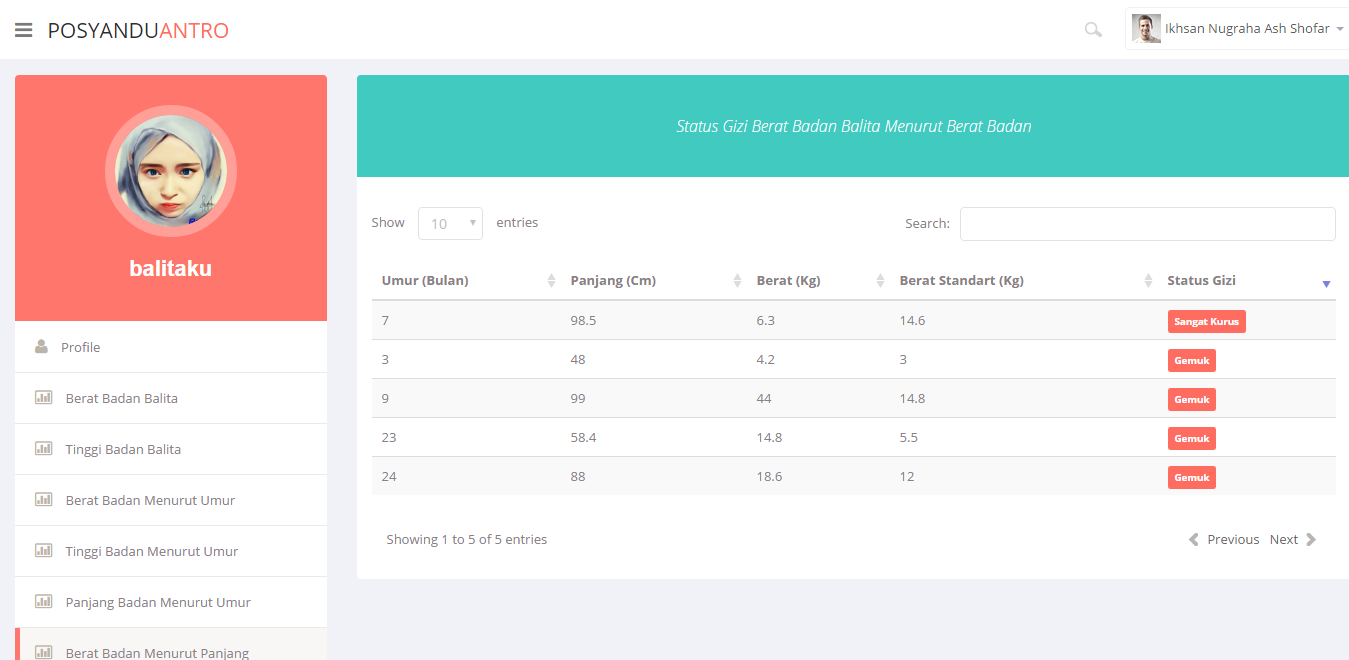 POSYANDUANTRO
Ikhsan Nugraha Ash Shofar
balitaku
Profile
Berat Badan Balita
Tinggi Badan Balita
Berat Badan Menurut Umur
Tinggi Badan Menurut Umur
Panjang Badan Menurut Umur
Berat Badan Menurut Panjang
Status Gizi Berat Badan Balita Menurut Berat Badan
Show 10 entries Search:
Umur (Bulan) Panjang (Cm) Berat (Kg) Berat Standart (Kg) Status Gizi
7 98.5 6.3 14.6 Sangat Kurus
3 48 4.2 3 Gemuk
9 99 44 14.8 Gemuk
23 58.4 14.8 5.5 Gemuk
24 88 18.6 12 Gemuk
Showing 1 to 5 of 5 entries Previous Next